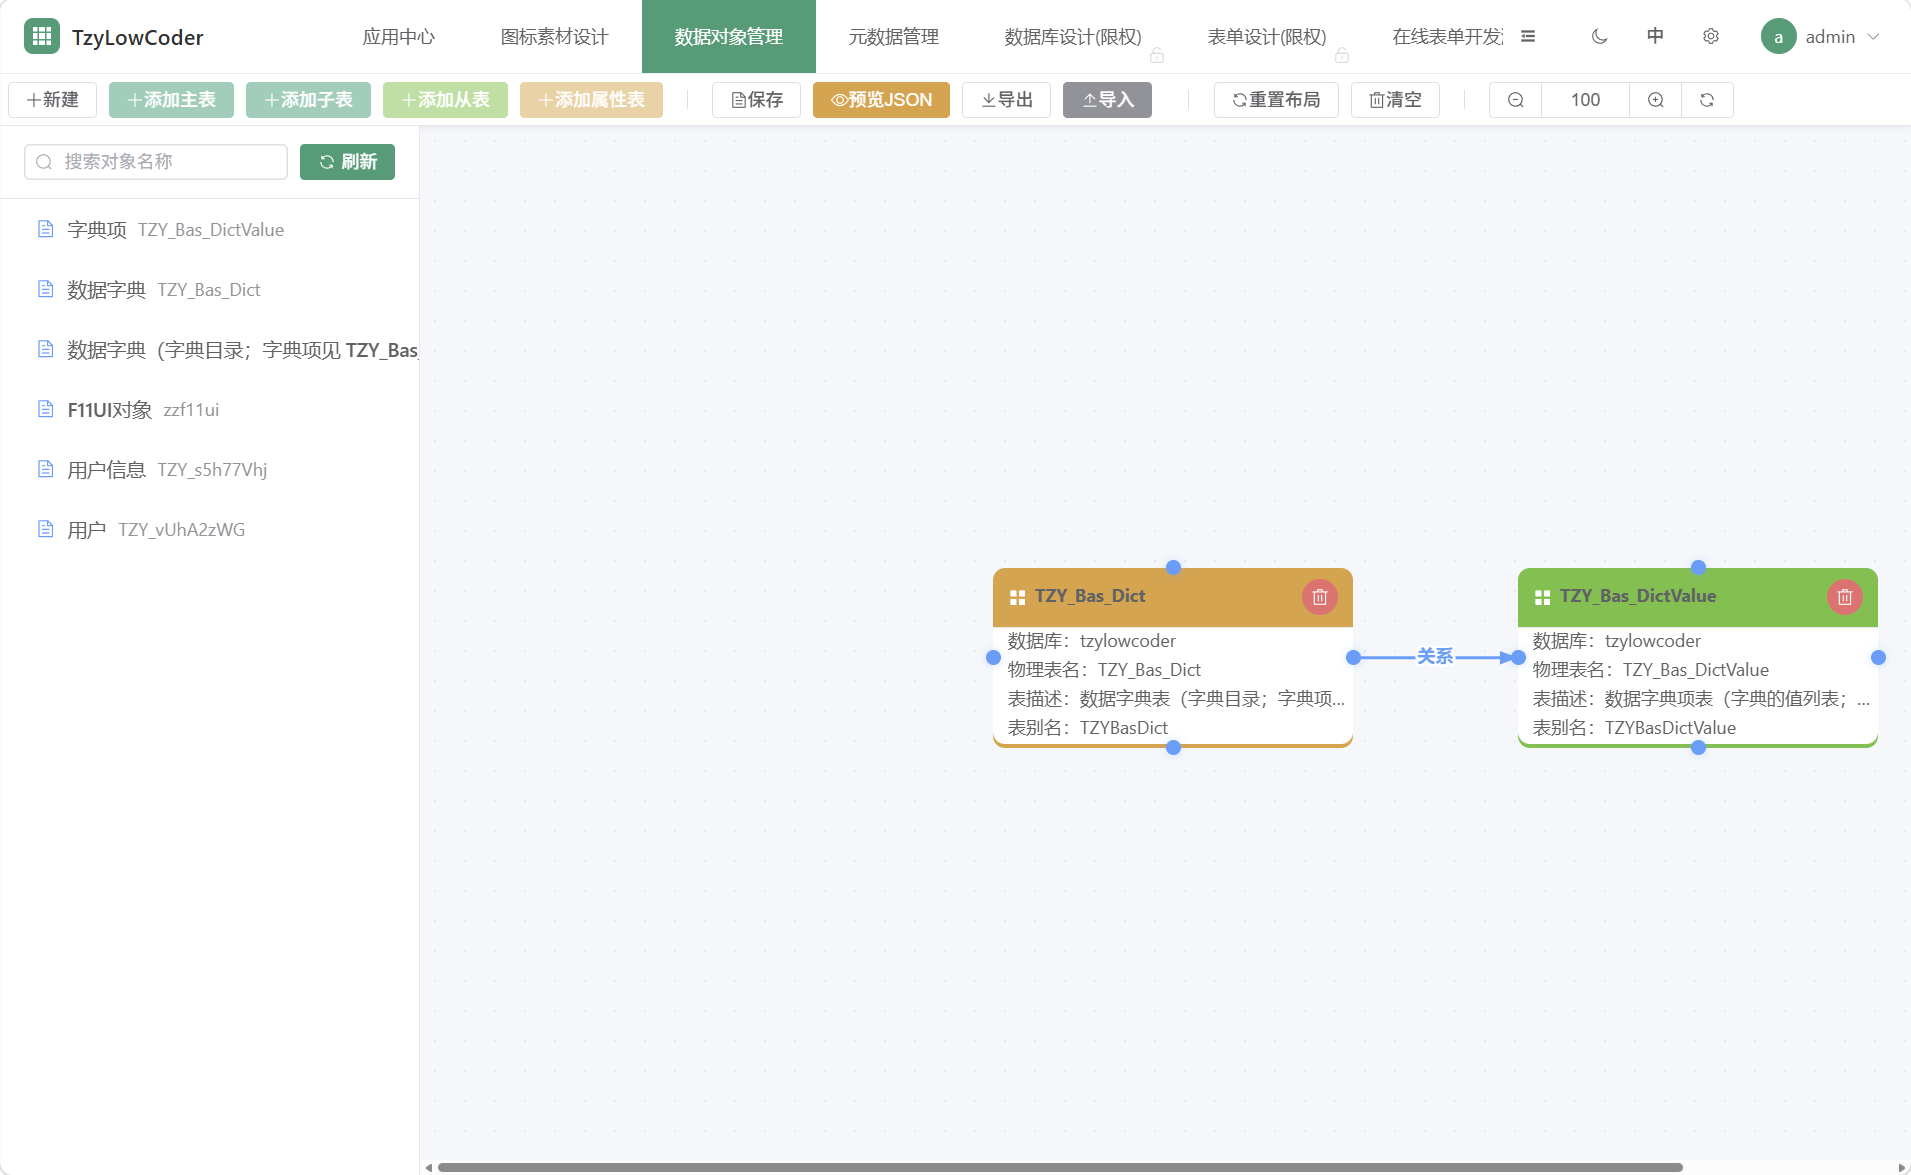 TzyLowCoder
应用中心
图标素材设计
数据对象管理
元数据管理
数据库设计(限权)
表单设计(限权)
在线表单开发
中
a
admin
新建
添加主表
添加子表
添加从表
添加属性表
保存
预览JSON
导出
导入
重置布局
清空
100
搜索对象名称
刷新
字典项 TZY_Bas_DictValue
数据字典 TZY_Bas_Dict
数据字典（字典目录；字典项见 TZY_Bas_
F11UI对象 zzf11ui
用户信息 TZY_s5h77Vhj
用户 TZY_vUhA2zWG
TZY_Bas_Dict
数据库：tzylowcoder
物理表名：TZY_Bas_Dict
表描述：数据字典表（字典目录；字典项...
表别名：TZYBasDict
关系
TZY_Bas_DictValue
数据库：tzylowcoder
物理表名：TZY_Bas_DictValue
表描述：数据字典项表（字典的值列表；...
表别名：TZYBasDictValue